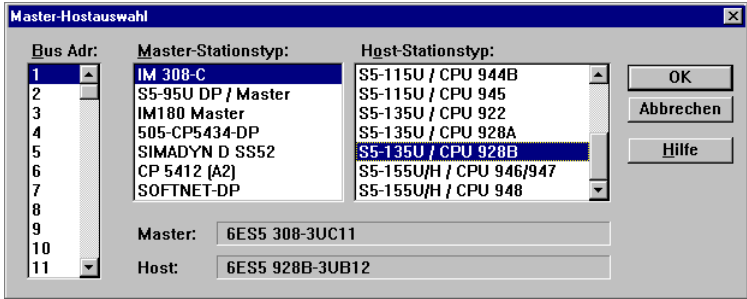 Master-Hostauswahl
Bus Adr:
1
2
3
4
5
6
7
8
9
10
11
Master-Stationstyp:
IM 308-C
S5-95U DP / Master
IM180 Master
505-CP5434-DP
SIMADYN D SS52
CP 5412 (A2)
SOFTNET-DP
Host-Stationstyp:
S5-115U / CPU 944B
S5-115U / CPU 945
S5-135U / CPU 922
S5-135U / CPU 928A
S5-135U / CPU 928B
S5-155U/H / CPU 946/947
S5-155U/H / CPU 948
OK
Abbrechen
Hilfe
Master: 6ES5 308-3UC11
Host: 6ES5 928B-3UB12